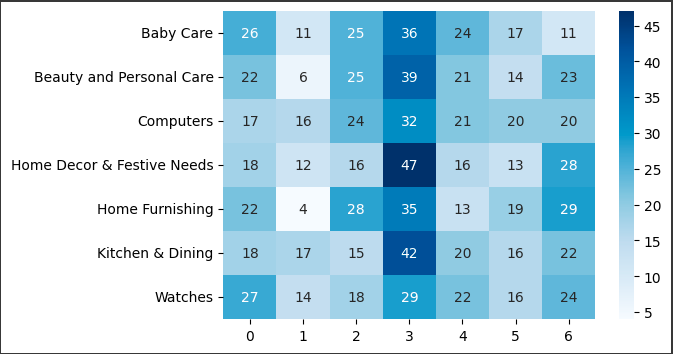 Baby Care 26 11 25 36 24 17 11
Beauty and Personal Care 22 6 25 39 21 14 23
Computers 17 16 24 32 21 20 20
Home Decor & Festive Needs 18 12 16 47 16 13 28
Home Furnishing 22 4 28 35 13 19 29
Kitchen & Dining 18 17 15 42 20 16 22
Watches 27 14 18 29 22 16 24
0 1 2 3 4 5 6
45
40
35
30
25
20
15
10
5